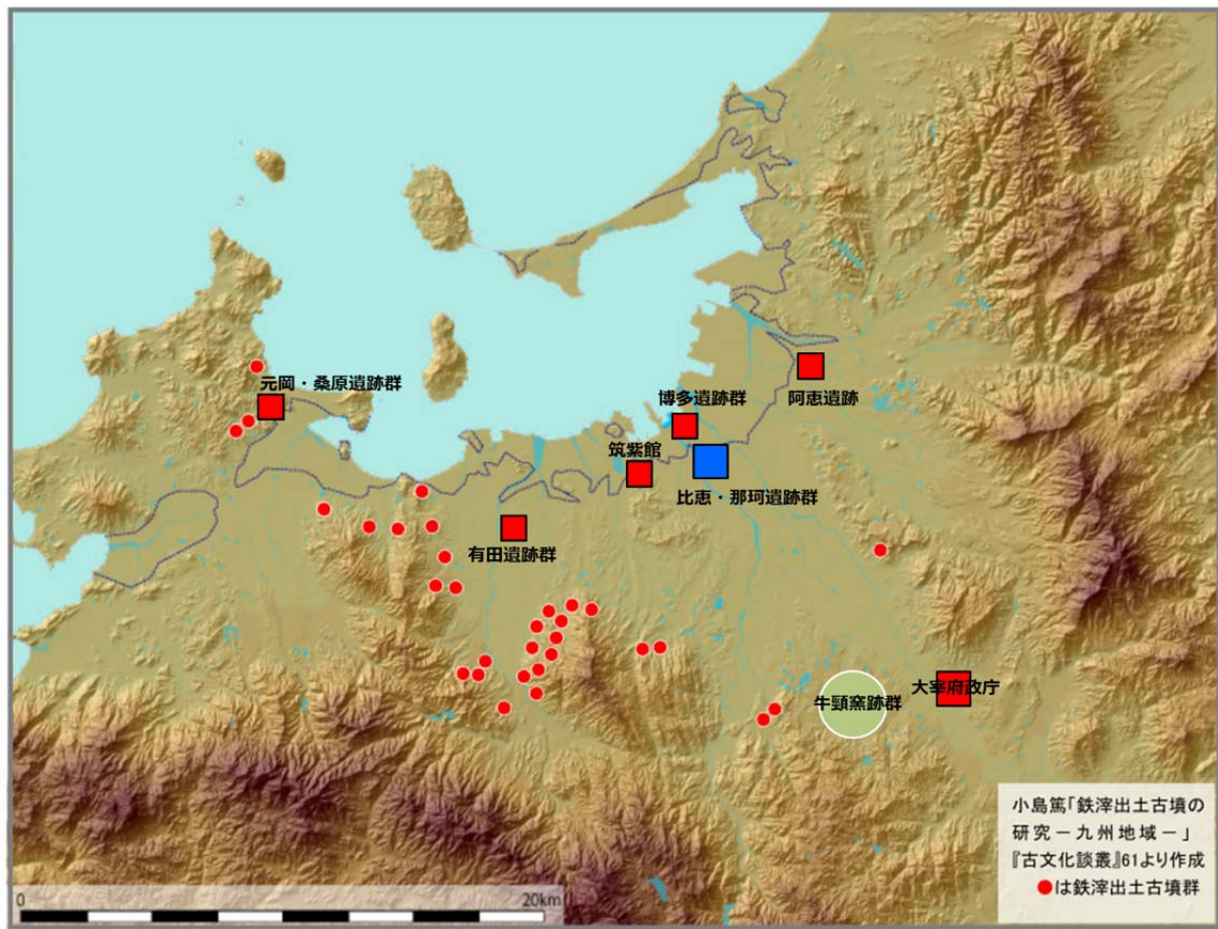 元岡・桑原遺跡群
阿恵遺跡
博多遺跡群
筑紫館
比恵・那珂遺跡群
有田遺跡群
大宰府政庁
牛頸窯跡群
小島篤「鉄滓出土古墳の
研究－九州地域－」
『古文化談叢』61より作成
●は鉄滓出土古墳群
0
20km